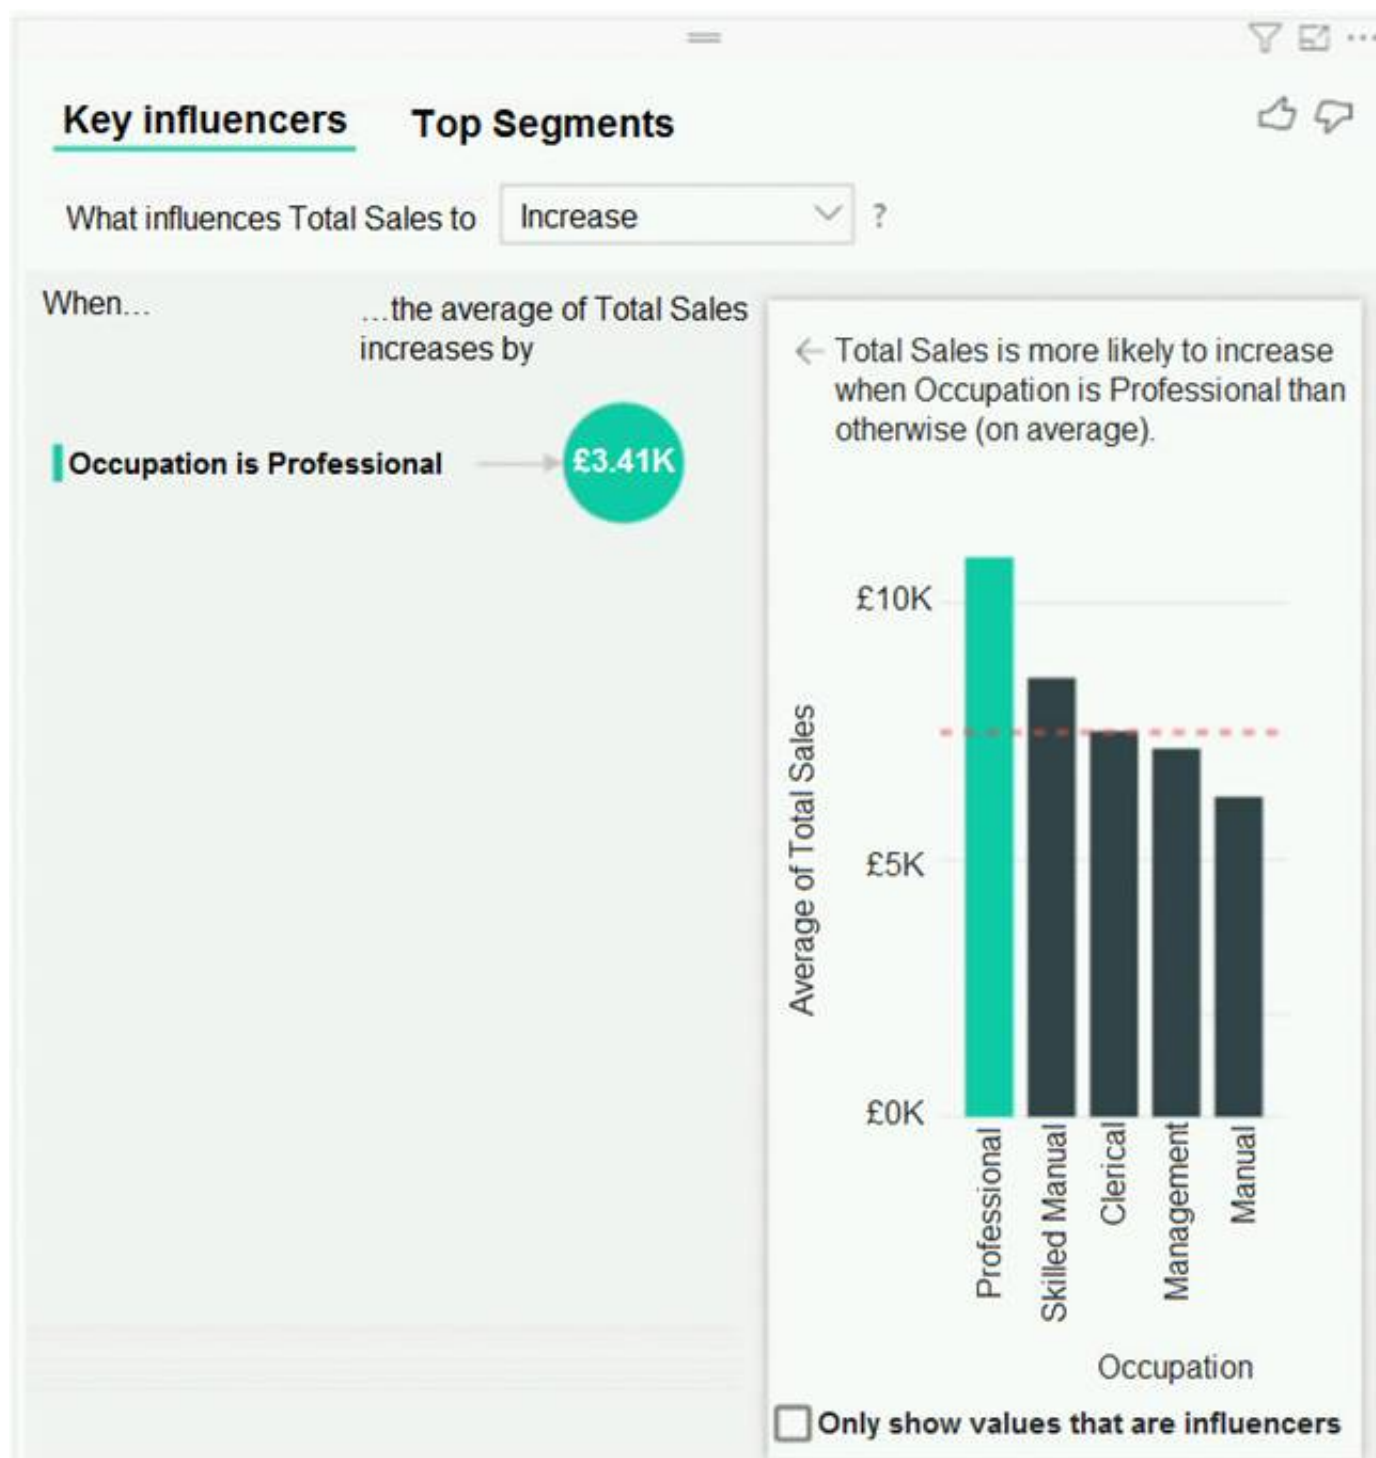 Key influencers
Top Segments
What influences Total Sales to
Increase
?
When...
...the average of Total Sales
increases by
Occupation is Professional
£3.41K
Total Sales is more likely to increase
when Occupation is Professional than
otherwise (on average).
Average of Total Sales
£10K
£5K
£0K
Professional
Skilled Manual
Clerical
Management
Manual
Occupation
Only show values that are influencers